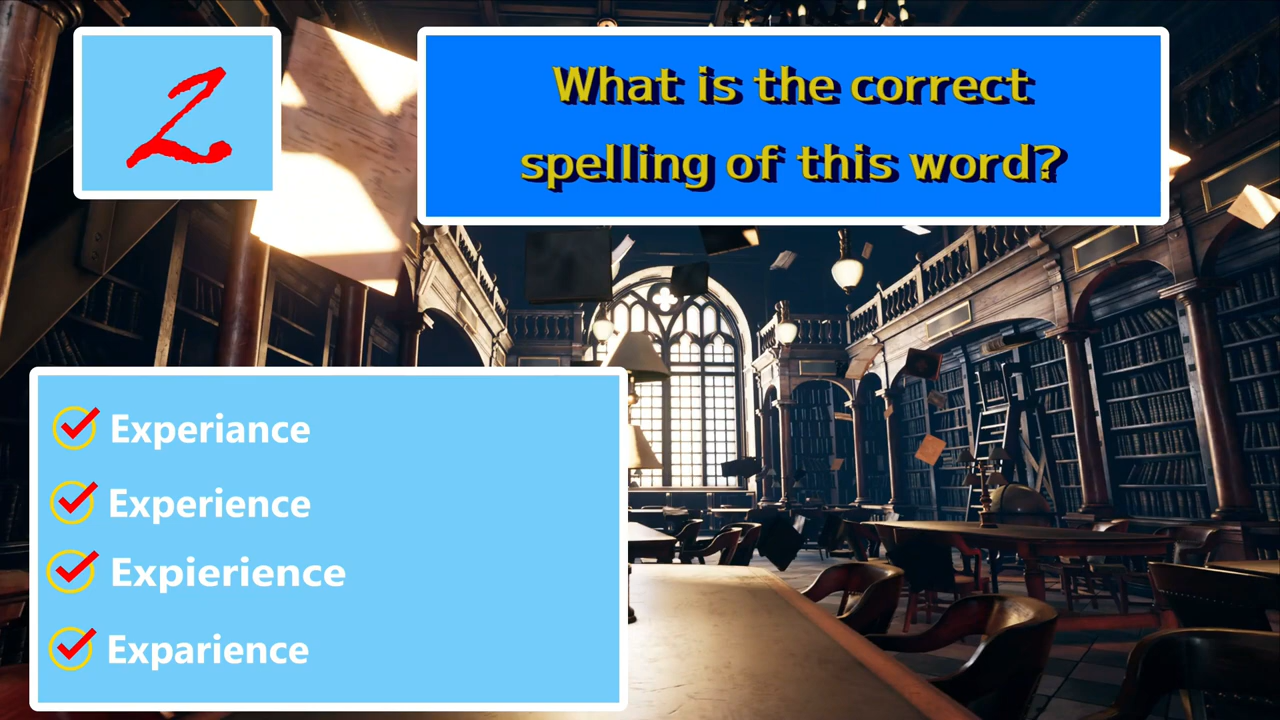 2
What is the correct
spelling of this word?
Experiance
Experience
Expierience
Exparience